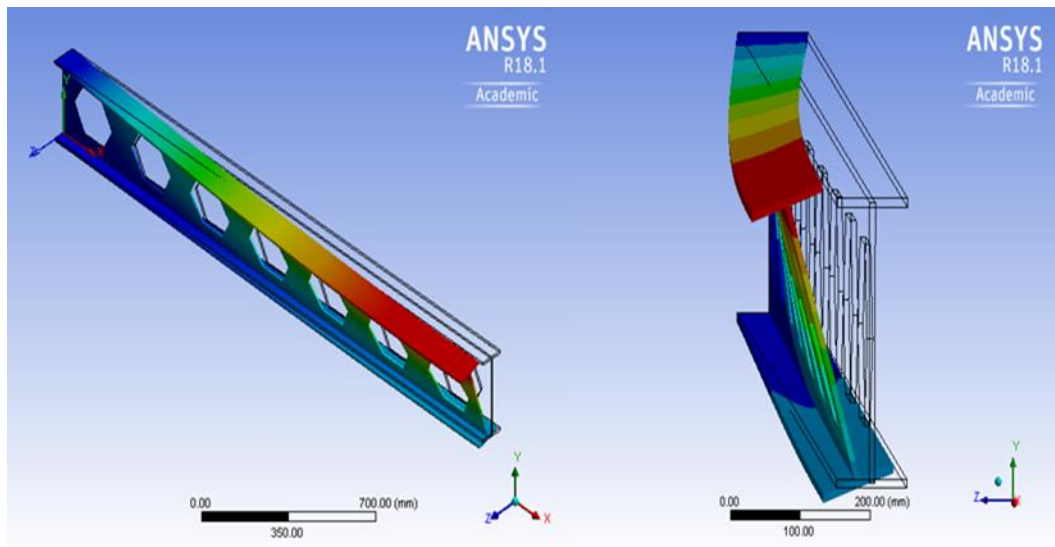 ANSYS
R18.1
Academic
Y
Z
X
0.00
700.00 (mm)
350.00
Y
Z
X
ANSYS
R18.1
Academic
0.00
200.00 (mm)
100.00
Y
Z
X